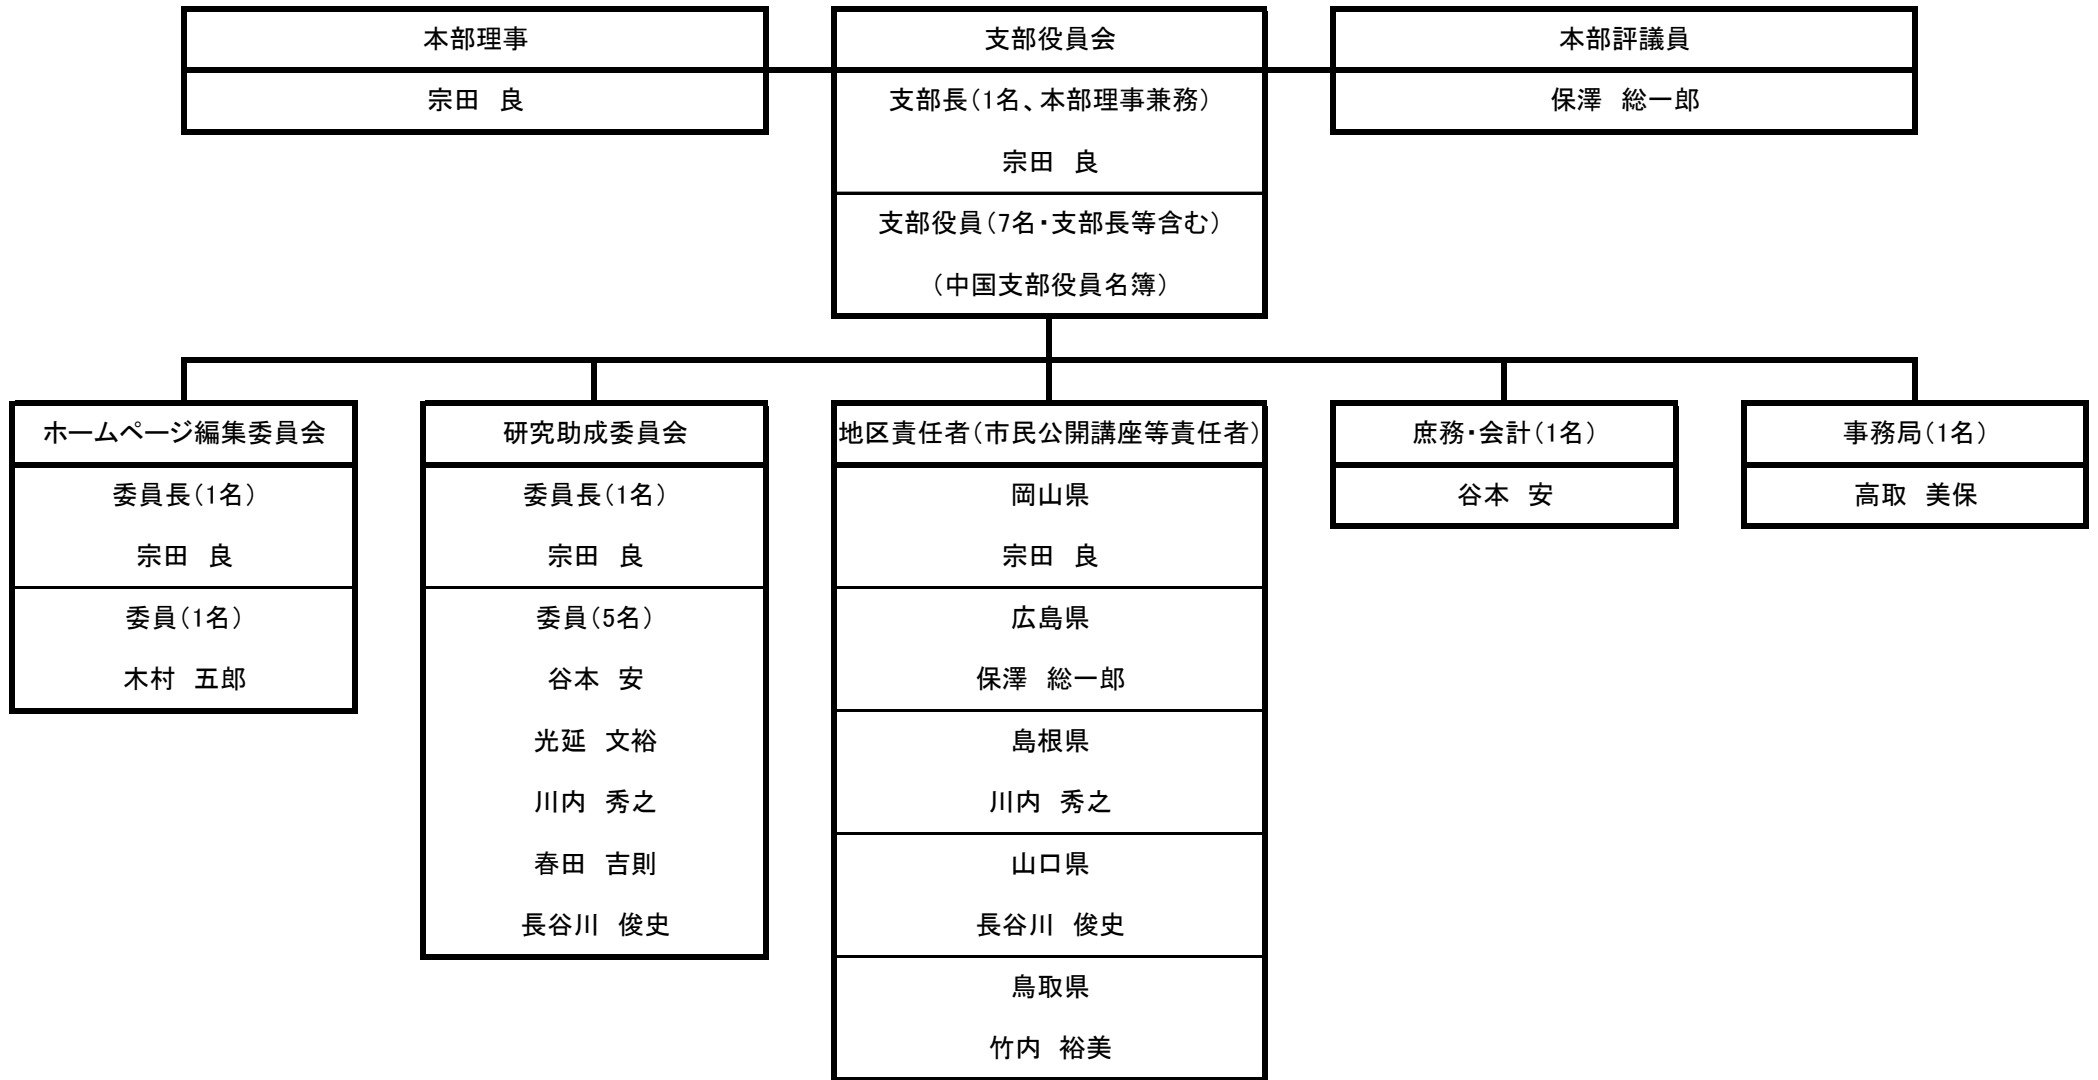 本部理事
宗田　良
支部役員会
支部長（1名、本部理事兼務）
宗田　良
支部役員（7名・支部長等含む）
（中国支部役員名簿）
本部評議員
保澤　総一郎
ホームページ編集委員会
委員長（1名）
宗田　良
委員（1名）
木村　五郎
研究助成委員会
委員長（1名）
宗田　良
委員（5名）
谷本　安
光延　文裕
川内　秀之
春田　吉則
長谷川　俊史
地区責任者（市民公開講座等責任者）
岡山県
宗田　良
広島県
保澤　総一郎
島根県
川内　秀之
山口県
長谷川　俊史
鳥取県
竹内　裕美
庶務・会計（1名）
谷本　安
事務局（1名）
高取　美保